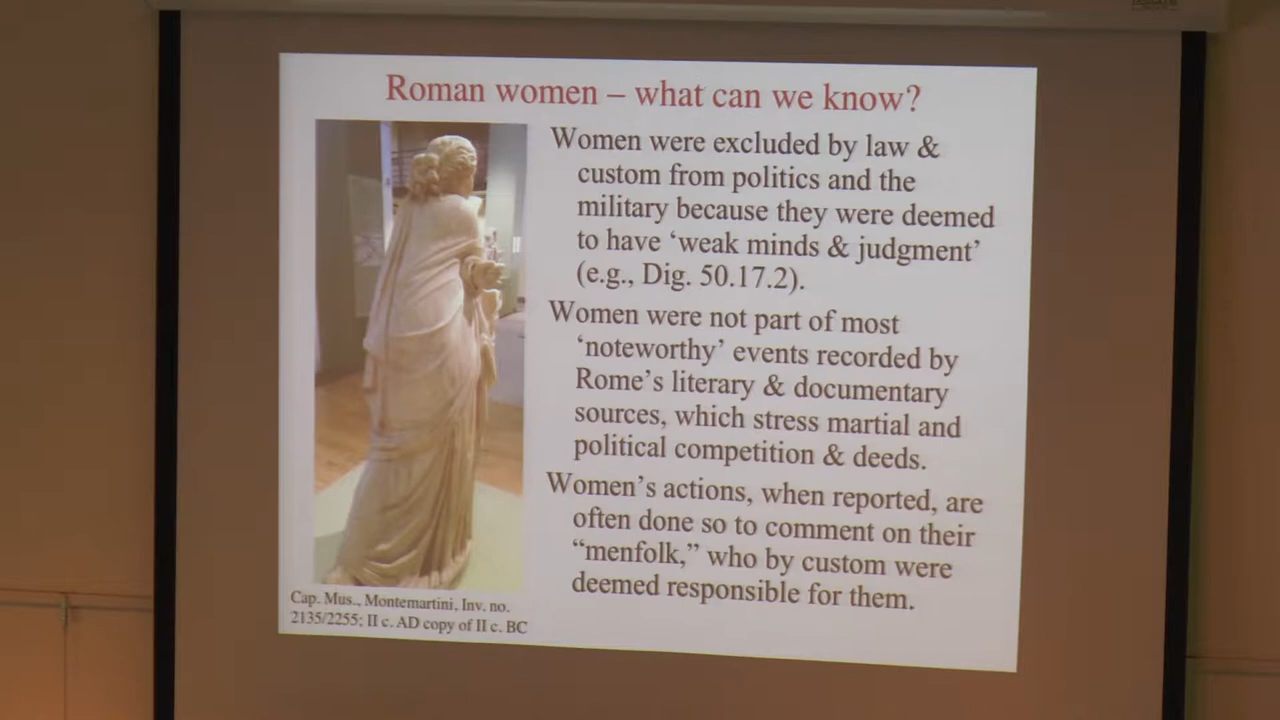 Roman women – what can we know?
Women were excluded by law &
custom from politics and the
military because they were deemed
to have ‘weak minds & judgment’
(e.g., Dig. 50.17.2).
Women were not part of most
‘noteworthy’ events recorded by
Rome’s literary & documentary
sources, which stress martial and
political competition & deeds.
Women’s actions, when reported, are
often done so to comment on their
“menfolk,” who by custom were
deemed responsible for them.
Cap. Mus., Montemartini, Inv. no.
2135/2255; II c. AD copy of II c. BC